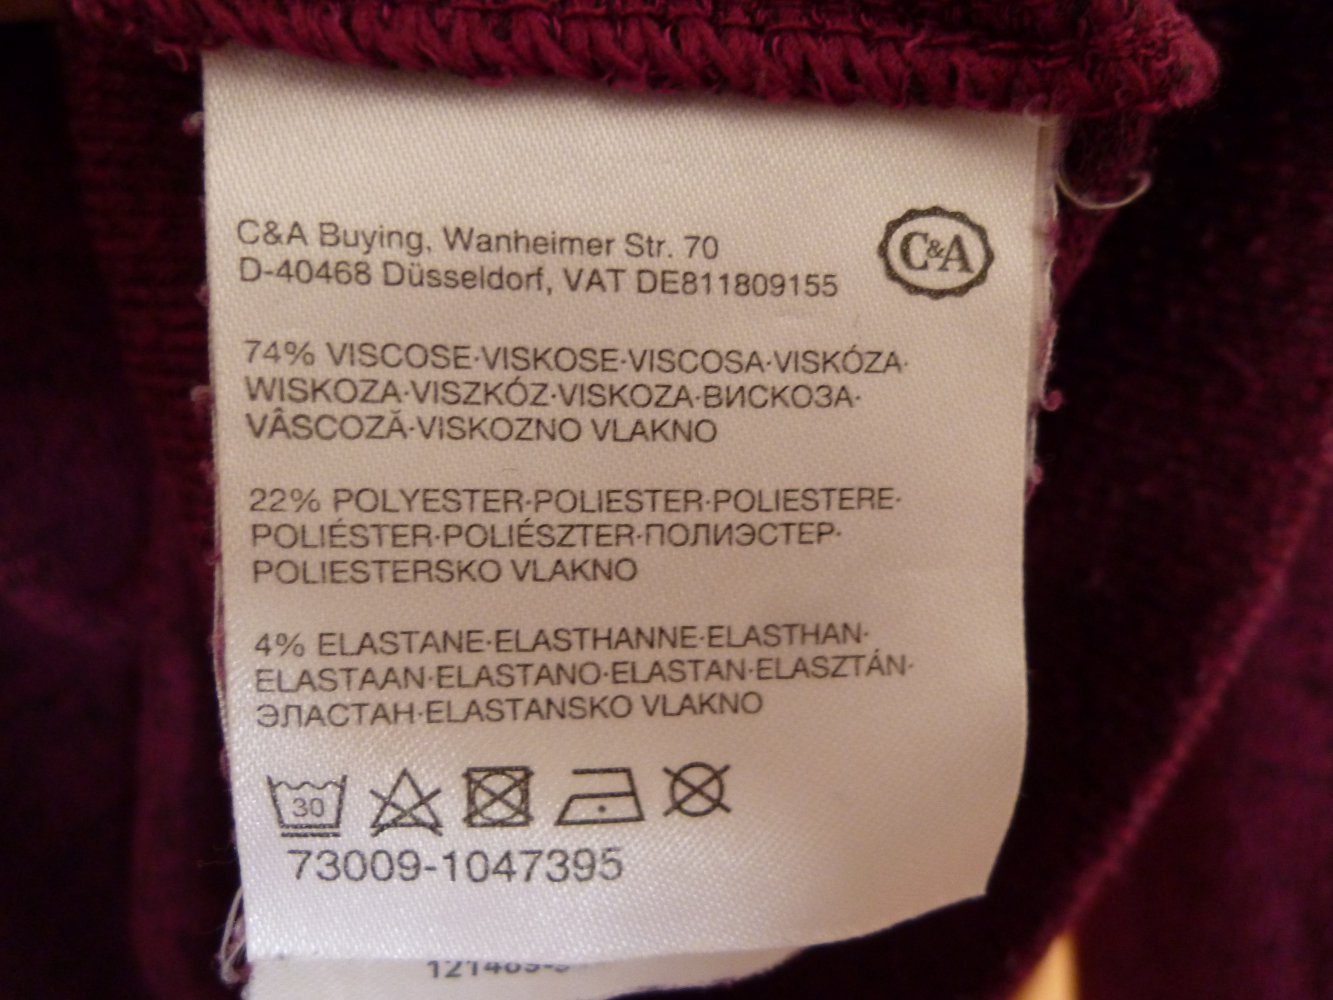 C&A Buying, Wanheimer Str. 70
D-40468 Düsseldorf, VAT DE811809155
C&A
74% VISCOSE·VISKOSE·VISCOSA·VISKÓZA·
WISKOZA·VISZKÓZ·VISKOZA·ВИСКОЗА·
VÂSCOZĂ·VISKOZNO VLAKNO
22% POLYESTER·POLIESTER·POLIESTERE·
POLIÉSTER·POLIÉSZTER·ПОЛИЭСТЕР·
POLIESTERSKO VLAKNO
4% ELASTANE·ELASTHANNE·ELASTHAN·
ELASTAAN·ELASTANO·ELASTAN·ELASZTÁN·
ЭЛАСТАН·ELASTANSKO VLAKNO
30
73009-1047395